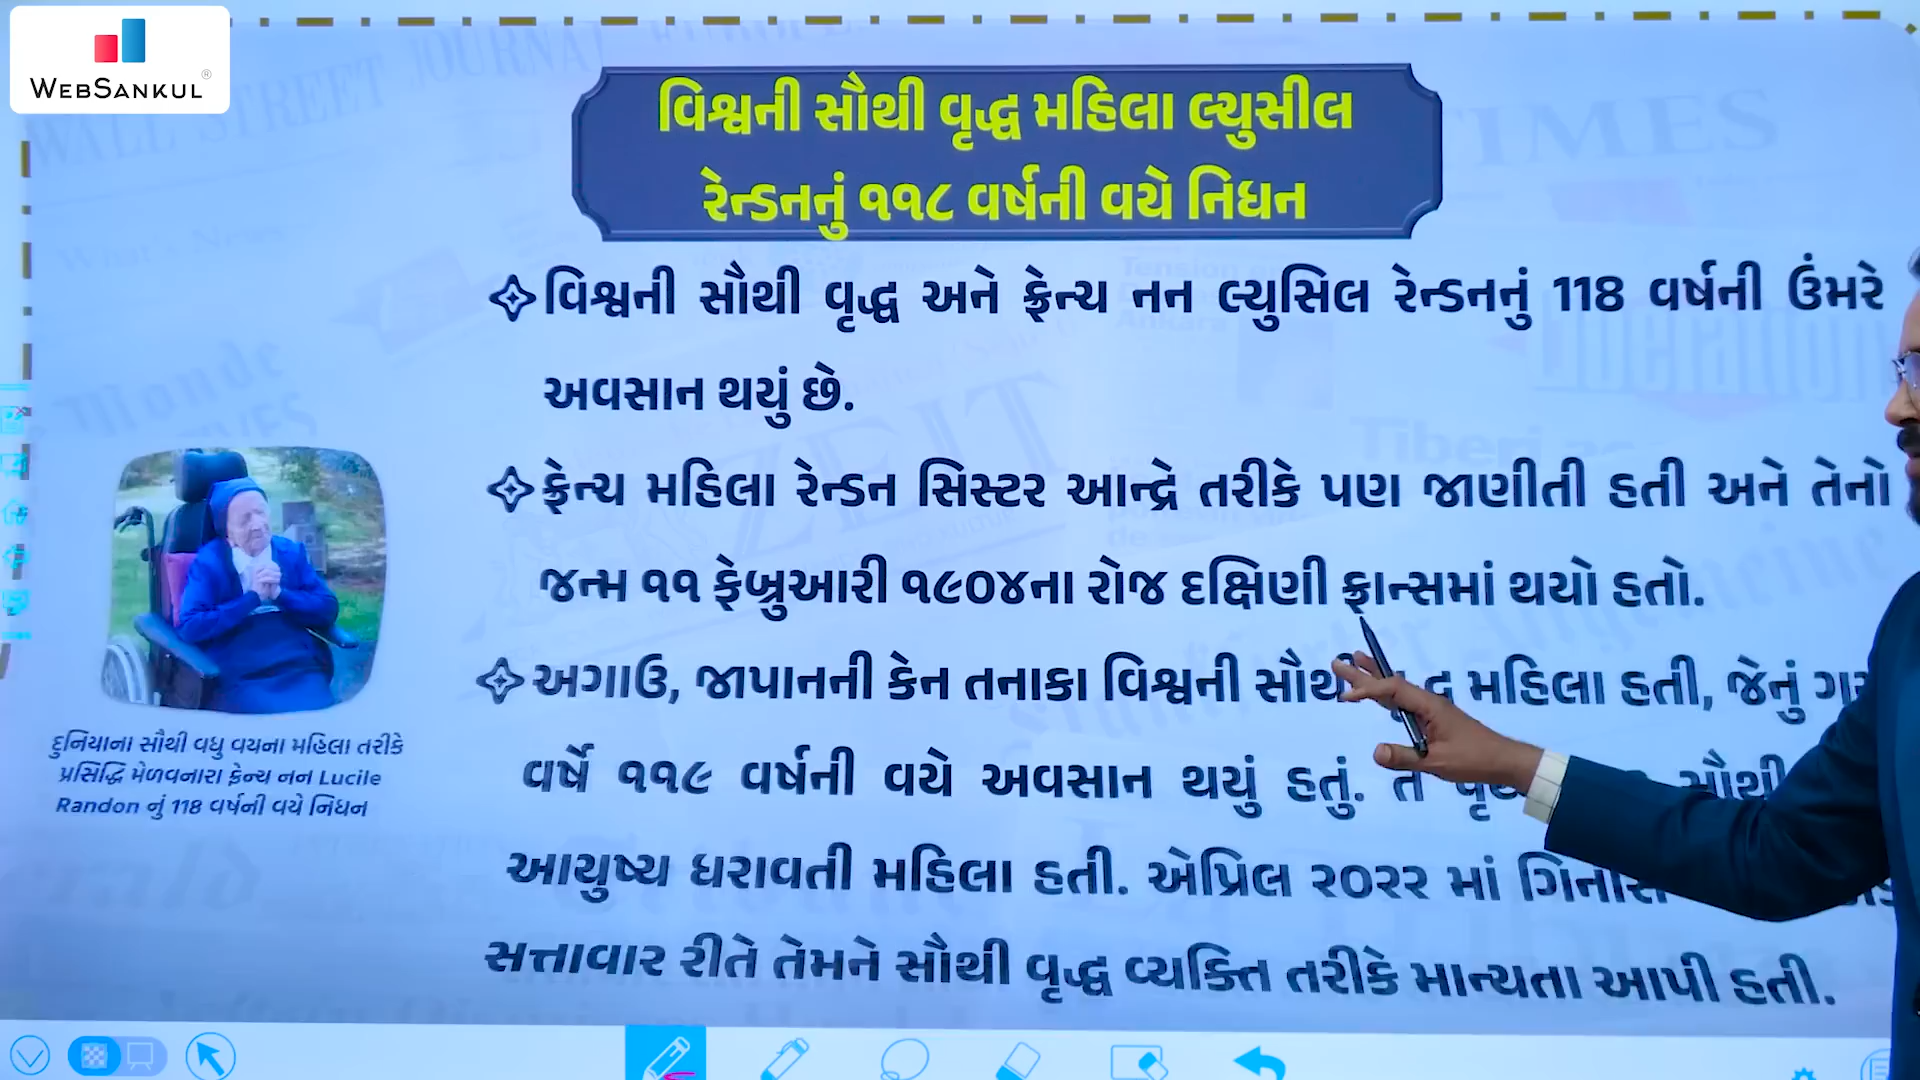 WEBSANKUL®
વિશ્વની સૌથી વૃદ્ધ મહિલા લ્યુસીલ
રેન્ડનનું ૧૧૮ વર્ષની વયે નિધન
વિશ્વની સૌથી વૃદ્ધ અને ફ્રેન્ચ નન લ્યુસિલ રેન્ડનનું 118 વર્ષની ઉંમરે
અવસાન થયું છે.
ફ્રેન્ચ મહિલા રેન્ડન સિસ્ટર આન્દ્રે તરીકે પણ જાણીતી હતી અને તેનો
જન્મ ૧૧ ફેબ્રુઆરી ૧૯૦૪ના રોજ દક્ષિણી ફ્રાન્સમાં થયો હતો.
અગાઉ, જાપાનની કેન તનાકા વિશ્વની મહિલા હતી, જેનું
વર્ષે ૧૧૯ વર્ષની વયે અવસાન થયું હતું.
આયુષ્ય ધરાવતી મહિલા હતી. એપ્રિલ ૨૦૨૨ માં
સત્તાવાર રીતે તેમને સૌથી વૃદ્ધ વ્યક્તિ તરીકે માન્યતા આપી હતી.
દુનિયાના સૌથી વધુ વયના મહિલા તરીકે
પ્રસિદ્ધિ મેળવનારા ફ્રેન્ચ નન Lucile
Randon નું 118 વર્ષની વયે નિધન